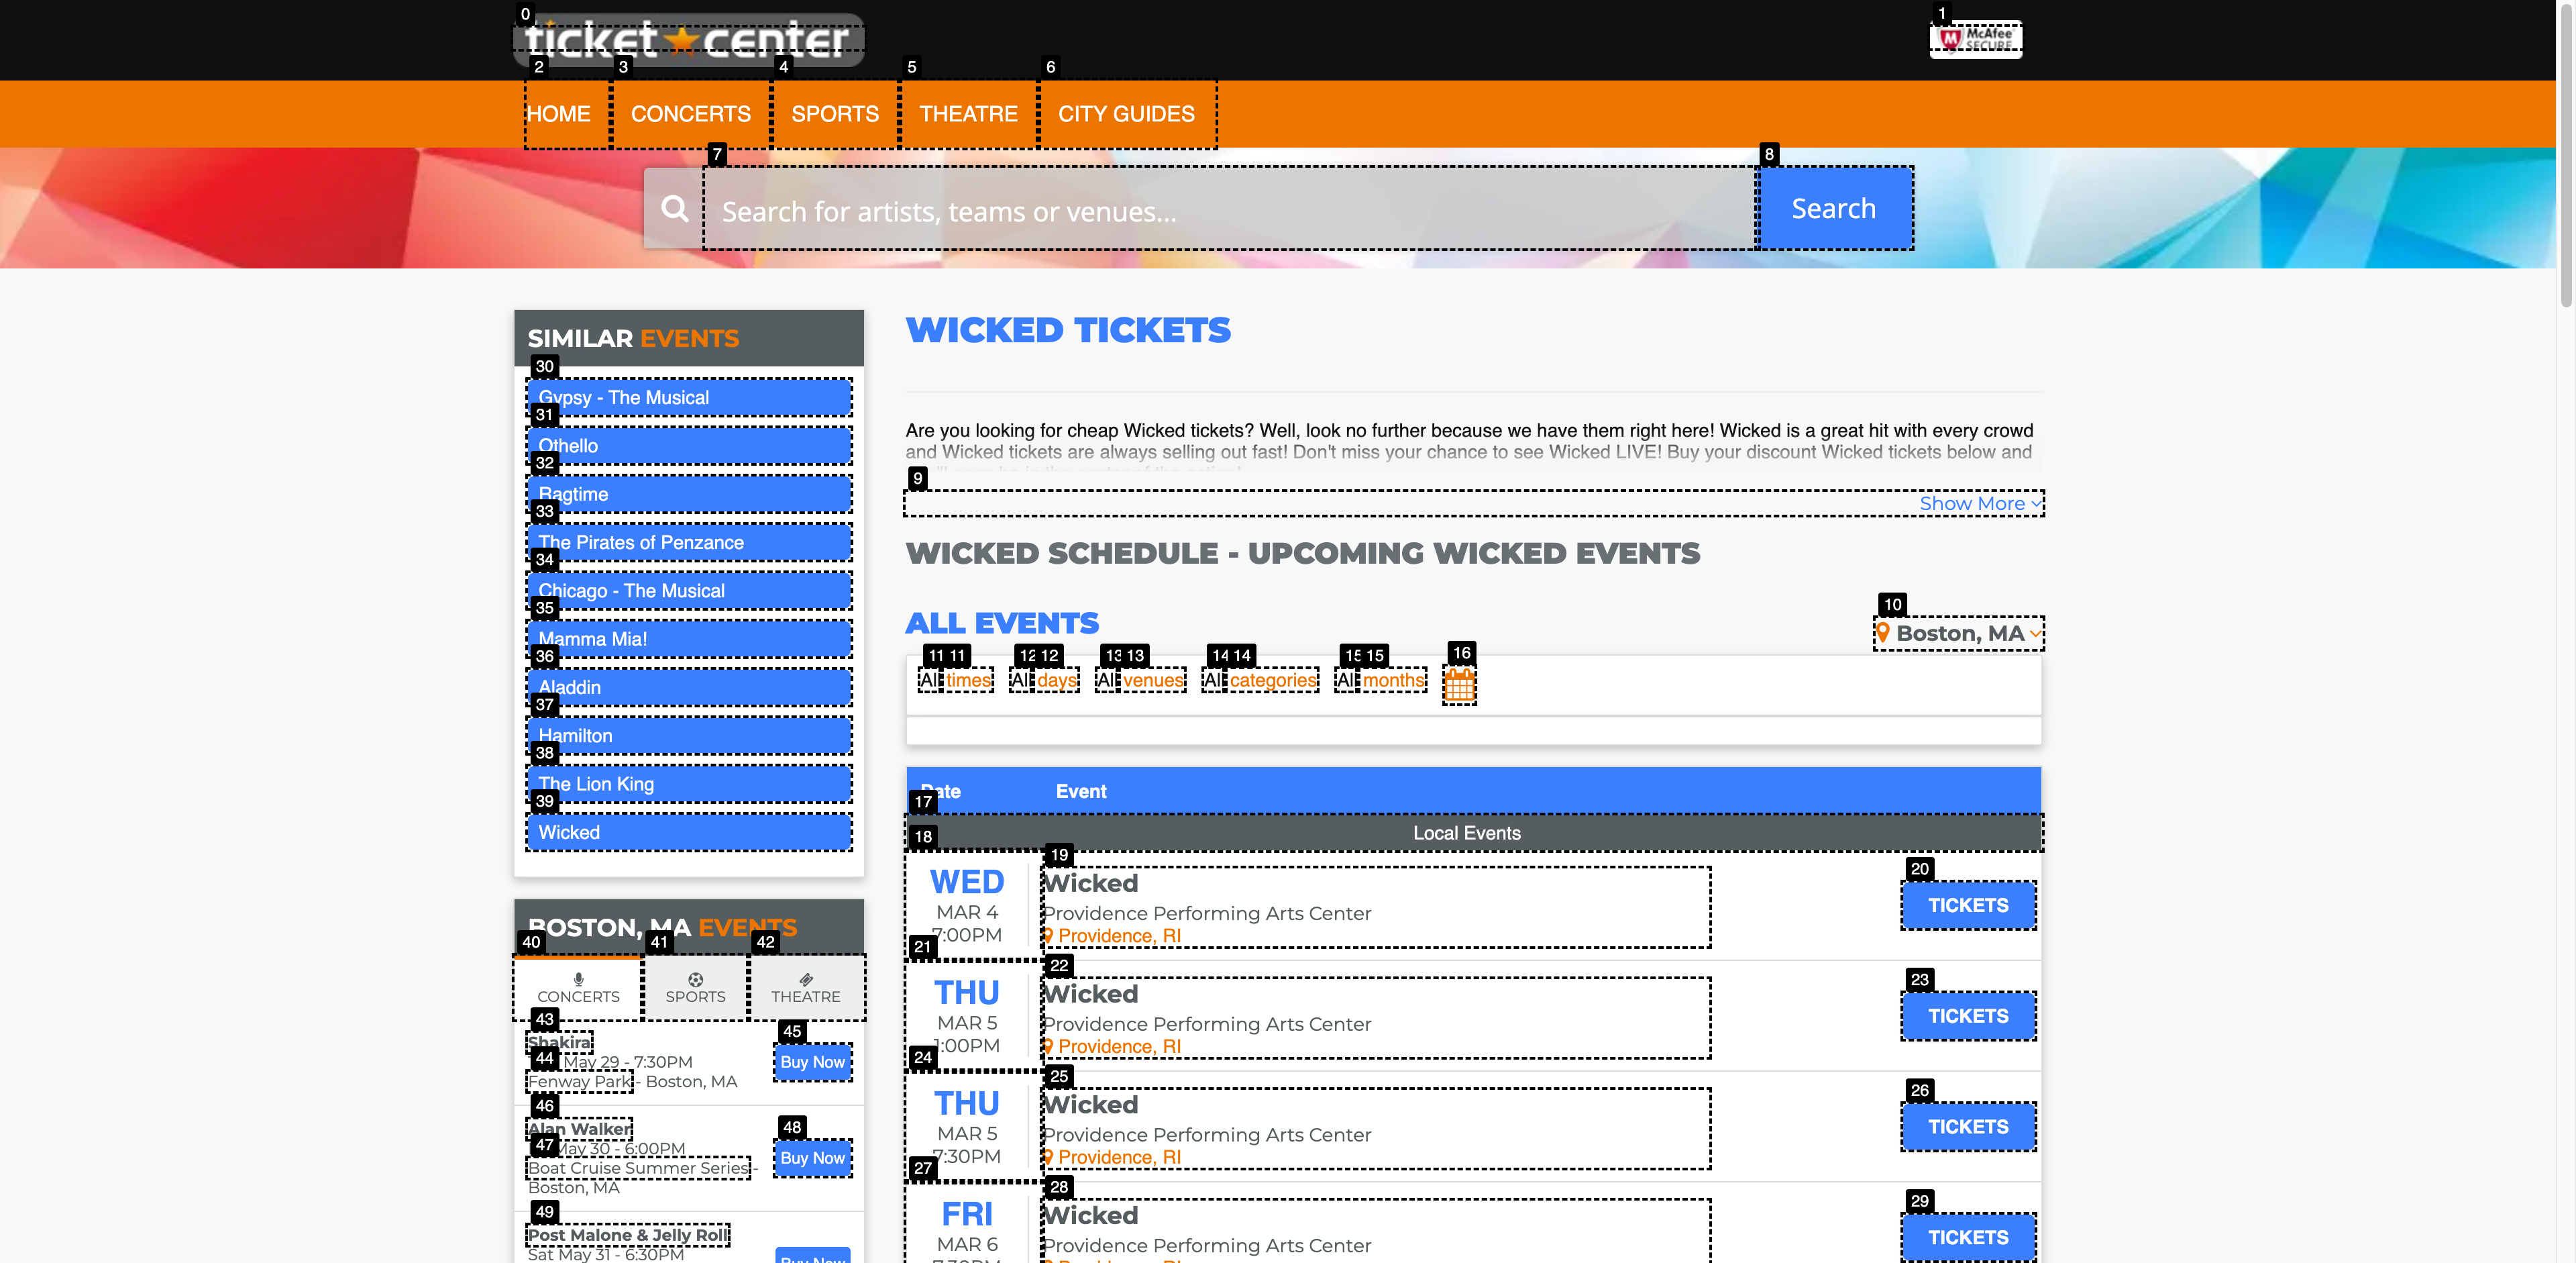 ticket center
McAfee SECURE
HOME CONCERTS SPORTS THEATRE CITY GUIDES
Search for artists, teams or venues... Search
SIMILAR EVENTS
Gypsy - The Musical
Othello
Ragtime
The Pirates of Penzance
Chicago - The Musical
Mamma Mia!
Aladdin
Hamilton
The Lion King
Wicked
BOSTON, MA EVENTS
CONCERTS SPORTS THEATRE
Shakira
May 29 - 7:30PM
Fenway Park - Boston, MA
Buy Now
Alan Walker
May 30 - 6:00PM
Boat Cruise Summer Series -
Boston, MA
Buy Now
Post Malone & Jelly Roll
Sat May 31 - 6:30PM
Buy Now
WICKED TICKETS
Are you looking for cheap Wicked tickets? Well, look no further because we have them right here! Wicked is a great hit with every crowd
and Wicked tickets are always selling out fast! Don't miss your chance to see Wicked LIVE! Buy your discount Wicked tickets below and
Show More
WICKED SCHEDULE - UPCOMING WICKED EVENTS
ALL EVENTS
Boston, MA
All times All days All venues All categories All months
Date Event
Local Events
WED
MAR 4
7:00PM
Wicked
Providence Performing Arts Center
Providence, RI
TICKETS
THU
MAR 5
1:00PM
Wicked
Providence Performing Arts Center
Providence, RI
TICKETS
THU
MAR 5
7:30PM
Wicked
Providence Performing Arts Center
Providence, RI
TICKETS
FRI
MAR 6
7:30PM
Wicked
Providence Performing Arts Center
Providence, RI
TICKETS
0
1
2
3
4
5
6
7
8
9
10
11 11
12 12
13 13
14 14
15 15
16
17
18
19
20
21
22
23
24
25
26
27
28
29
30
31
32
33
34
35
36
37
38
39
40
41
42
43
44
45
46
47
48
49